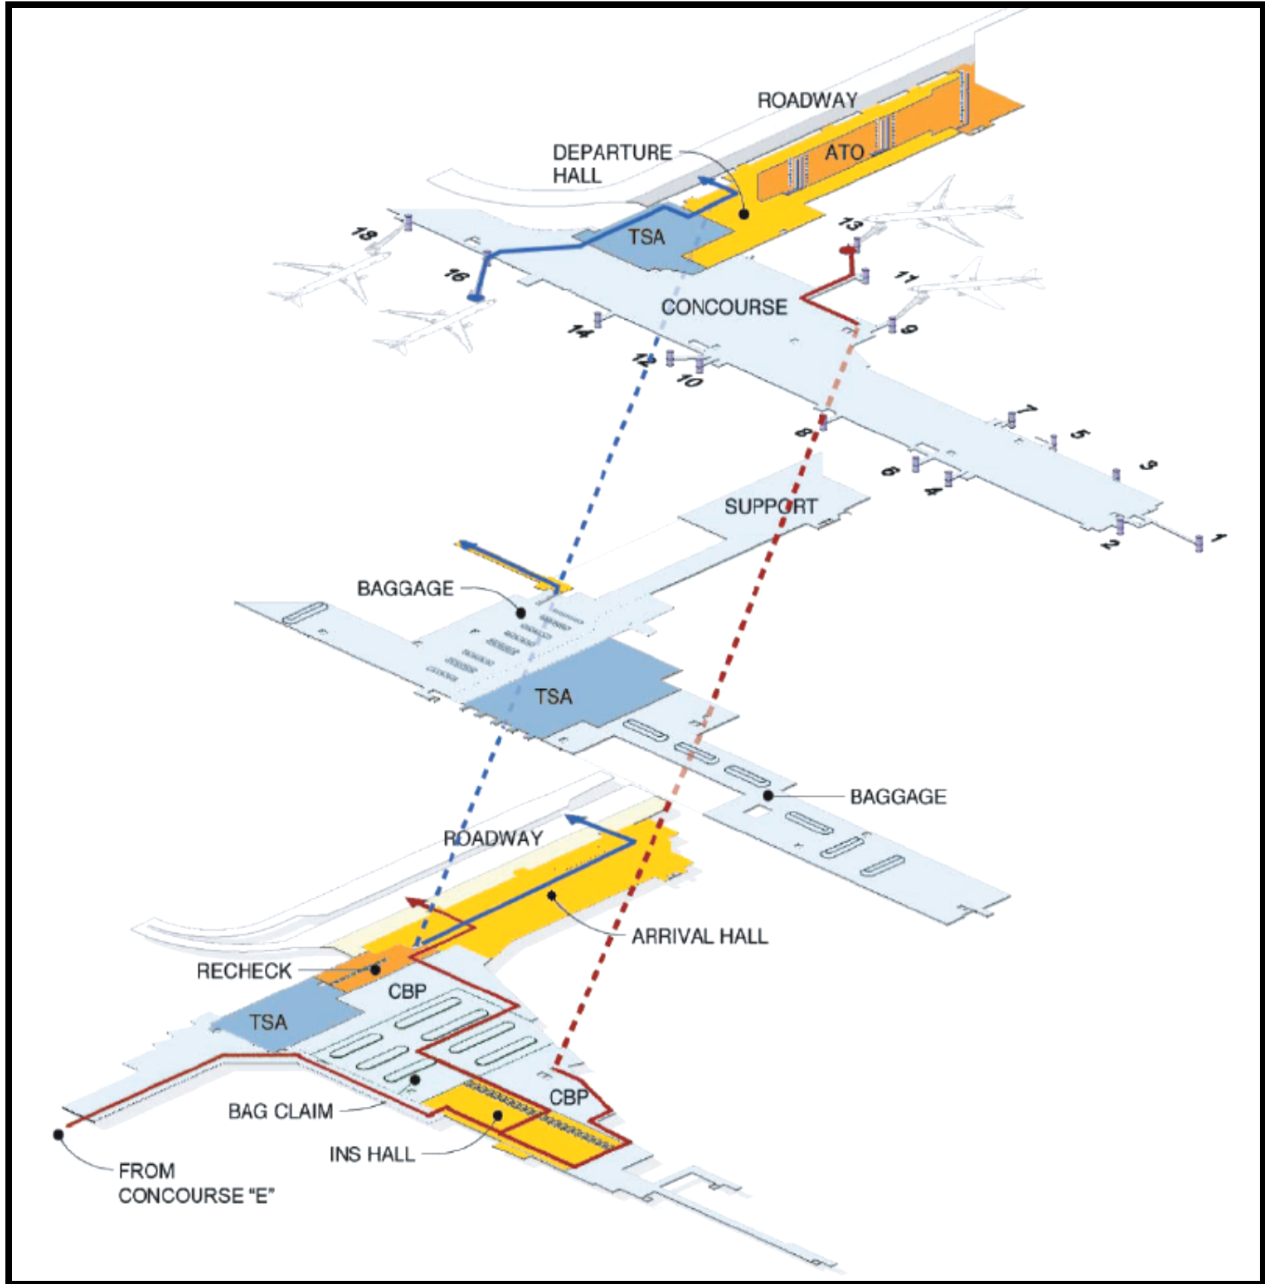 ROADWAY
DEPARTURE
HALL
ATO
TSA
18
16
13
11
CONCOURSE
9
14
12
10
8
7
5
3
6
4
2
1
SUPPORT
BAGGAGE
TSA
BAGGAGE
ROADWAY
ARRIVAL HALL
RECHECK
CBP
TSA
CBP
BAG CLAIM
INS HALL
FROM
CONCOURSE "E"